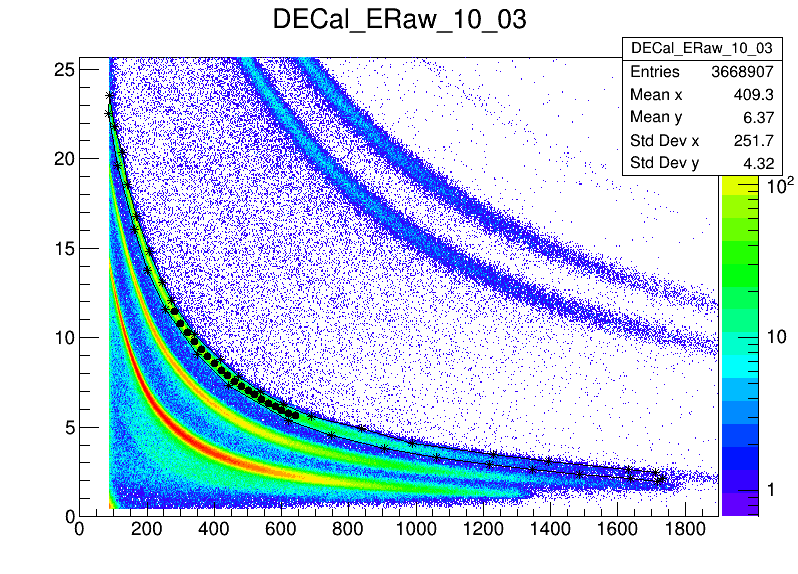 DECal_ERaw_10_03
DECal_ERaw_10_03
Entries 3668907
Mean x 409.3
Mean y 6.37
Std Dev x 251.7
Std Dev y 4.32
25
20
15
10
5
0
0 200 400 600 800 1000 1200 1400 1600 1800
10²
10
1